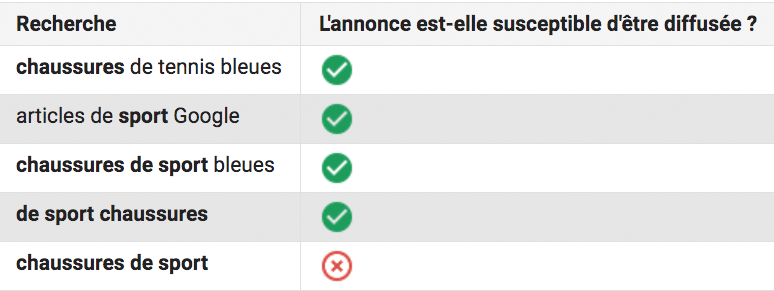 Recherche L'annonce est-elle susceptible d'être diffusée ?
chaussures de tennis bleues
articles de sport Google
chaussures de sport bleues
de sport chaussures
chaussures de sport